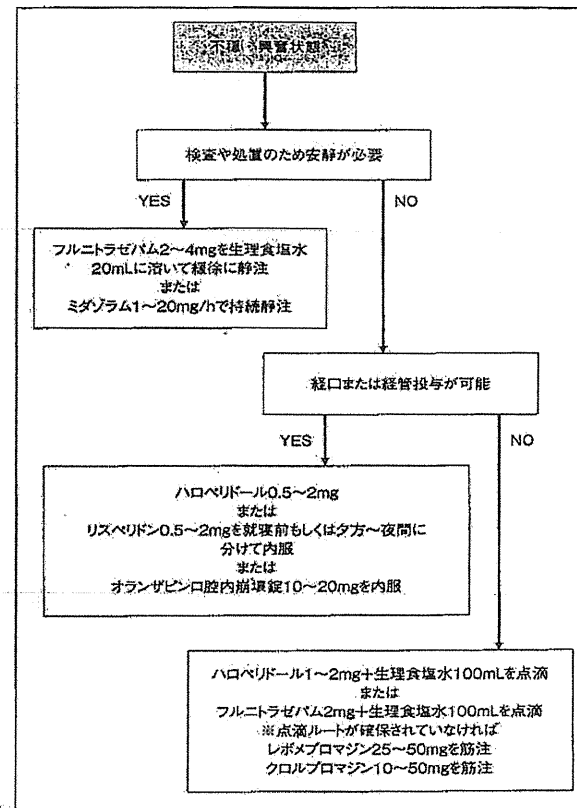 不穏・興奮状態
検査や処置のため安静が必要
YES
NO
フルニトラゼパム2～4mgを生理食塩水
20mLに溶いて緩徐に静注
または
ミダゾラム1～20mg/hで持続静注
経口または経管投与が可能
YES
NO
ハロペリドール0.5～2mg
または
リスペリドン0.5～2mgを就寝前もしくは夕方～夜間に
分けて内服
または
オランザピン口腔内崩壊錠10～20mgを内服
ハロペリドール1～2mg+生理食塩水100mLを点滴
または
フルニトラゼパム2mg+生理食塩水100mLを点滴
※点滴ルートが確保されていなければ
レボメプロマジン25～50mgを筋注
クロルプロマジン10～50mgを筋注